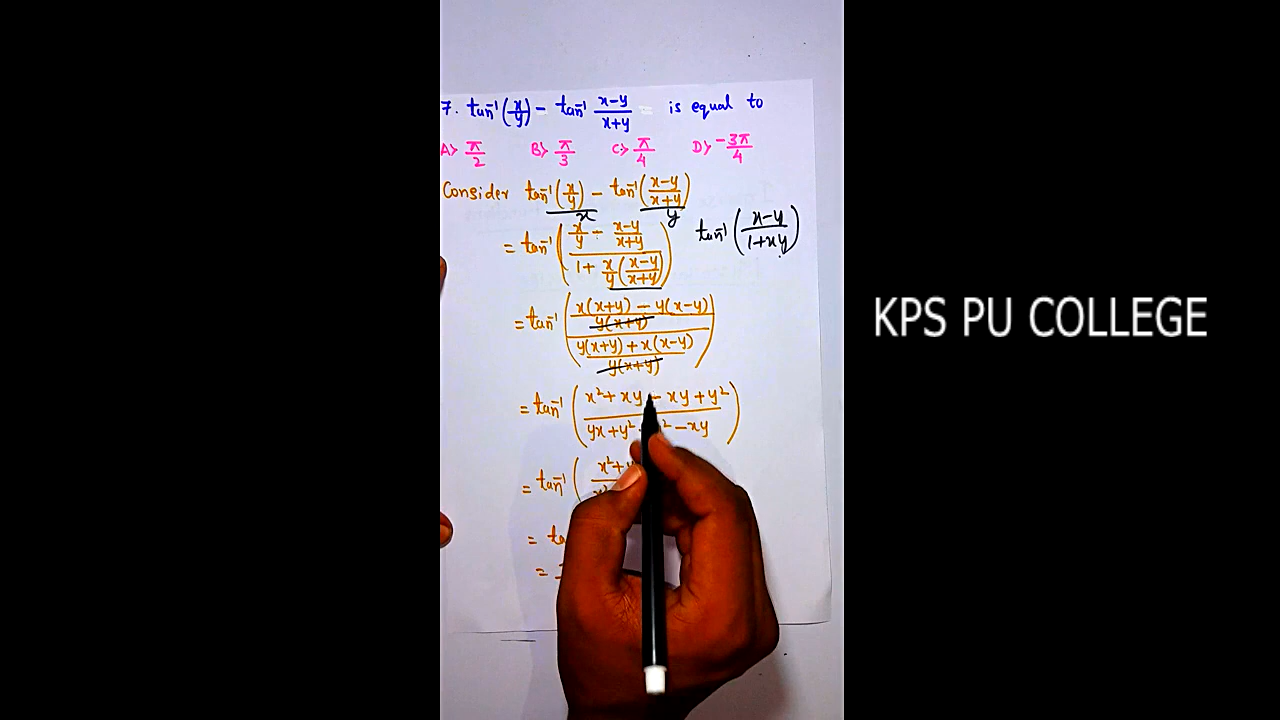 7. tan⁻¹(x/y) - tan⁻¹ (x-y)/(x+y) = is equal to
A> π/2 B> π/3 C> π/4 D> -3π/4
Consider tan⁻¹(x/y) - tan⁻¹((x-y)/(x+y))
x y
= tan⁻¹((x/y - (x-y)/(x+y))/(1 + x/y((x-y)/(x+y)))) tan⁻¹((x-y)/(1+xy))
= tan⁻¹(((x(x+y) - y(x-y))/(y(x+y)))/((y(x+y) + x(x-y))/(y(x+y))))
KPS PU COLLEGE
= tan⁻¹((x² + xy - xy + y²)/(yx + y² x² - xy))
= tan⁻¹(x² +
=
=